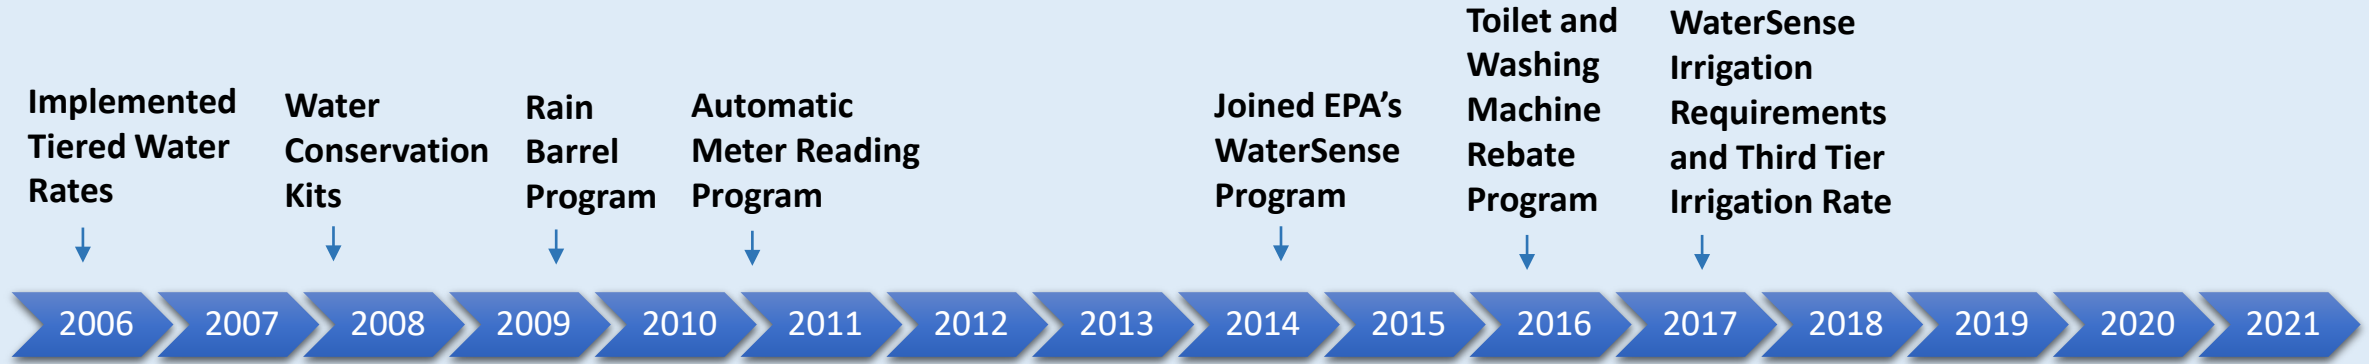 Implemented
Tiered Water
Rates
Water
Conservation
Kits
Rain
Barrel
Program
Automatic
Meter Reading
Program
Joined EPA’s
WaterSense
Program
Toilet and
Washing
Machine
Rebate
Program
WaterSense
Irrigation
Requirements
and Third Tier
Irrigation Rate
2006 2007 2008 2009 2010 2011 2012 2013 2014 2015 2016 2017 2018 2019 2020 2021